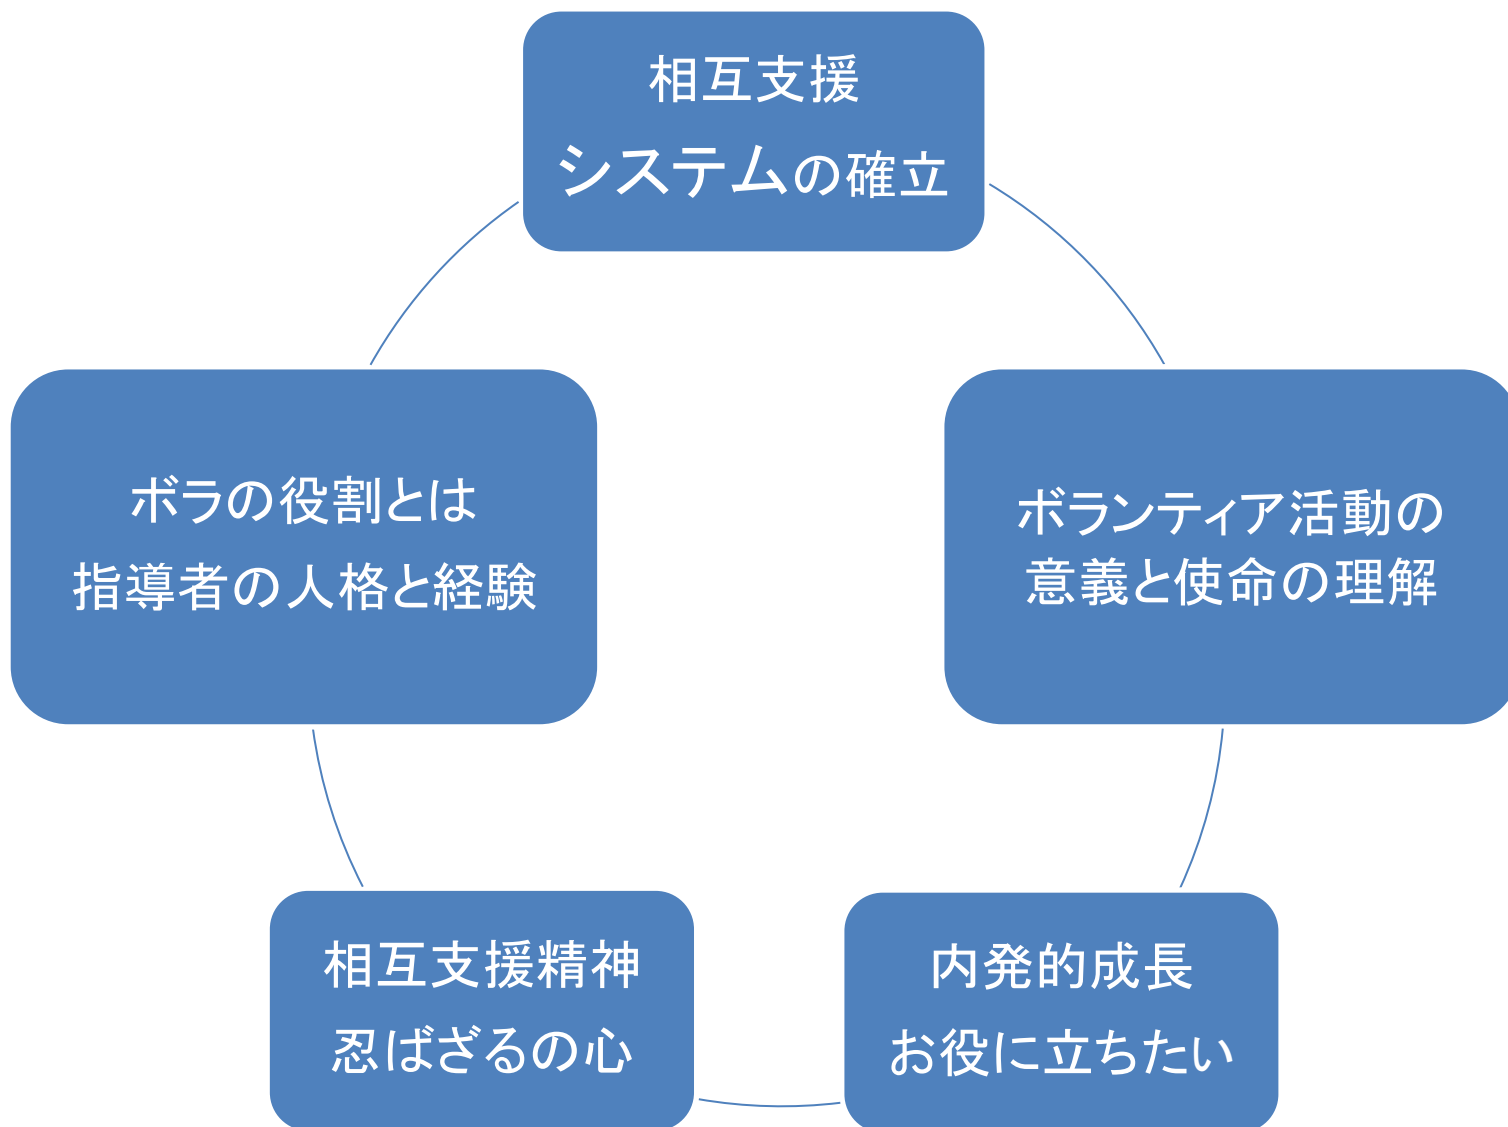 相互支援
システムの確立
ボランティア活動の
意義と使命の理解
内発的成長
お役に立ちたい
相互支援精神
忍ばざるの心
ボラの役割とは
指導者の人格と経験